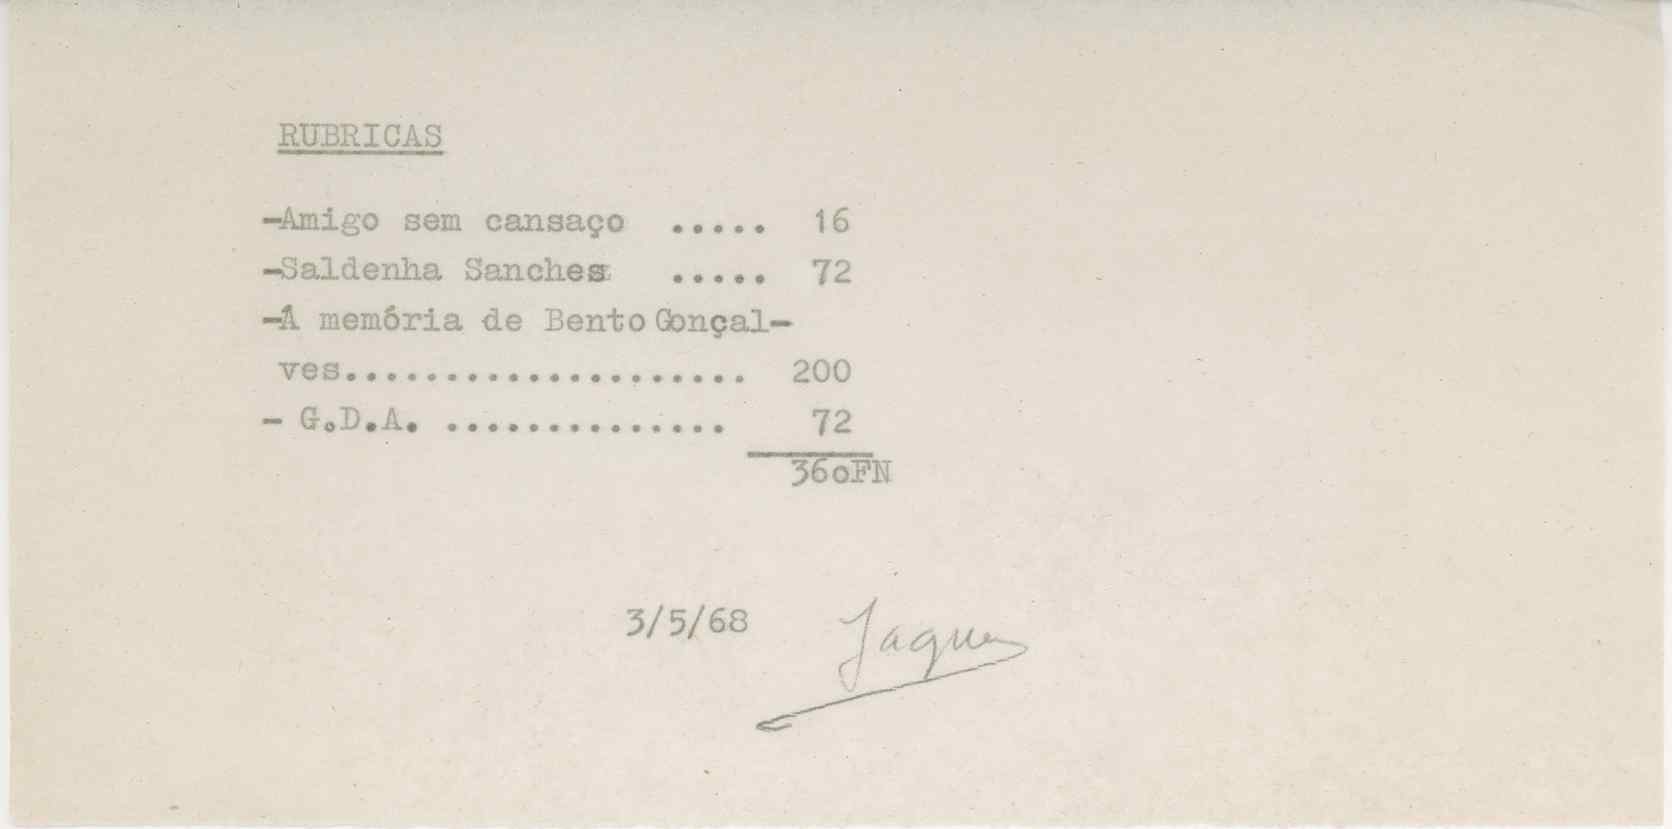 RUBRICAS
-Amigo sem cansaço ..... 16
-Saldenha Sanches ..... 72
-Á memória de Bento Gonçal-
ves.................... 200
- G.D.A. .............. 72
36oFN
3/5/68 Jaques